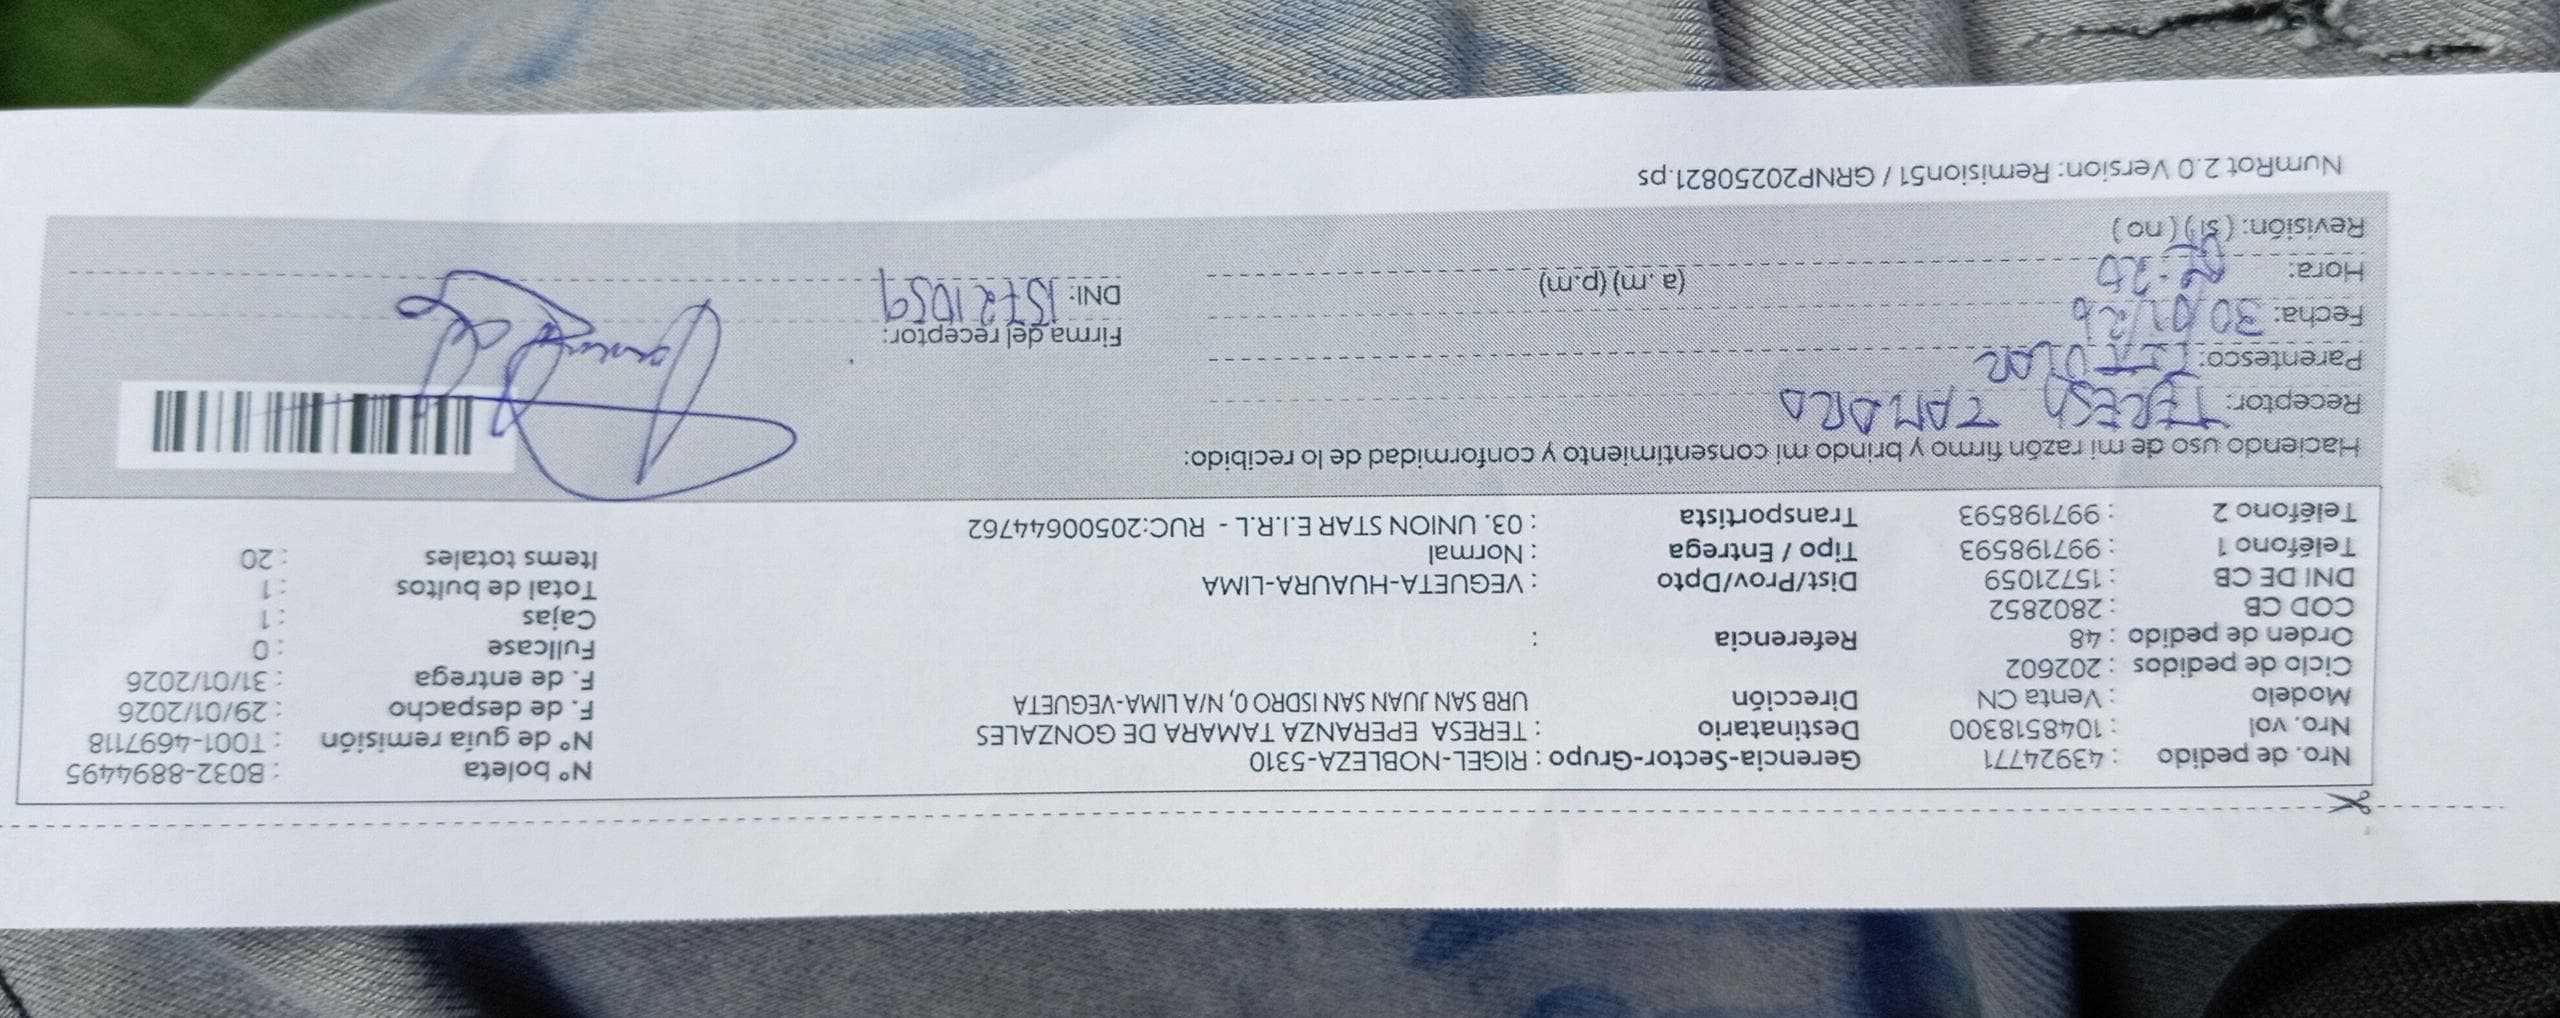 Nro. de pedido : 43924771 Gerencia-Sector-Grupo : RIGEL-NOBLEZA-5310 N° boleta : B032-8894495
Nro. vol : 1048518300 Destinatario : TERESA EPERANZA TAMARA DE GONZALES N° de guía remisión : T001-4697118
Modelo : Venta CN Dirección URB SAN JUAN SAN ISDRO 0, N/A LIMA-VEGUETA F. de despacho : 29/01/2026
Ciclo de pedidos : 202602 F. de entrega : 31/01/2026
Orden de pedido : 48 Referencia : Fullcase : 0
COD CB : 2802852 Cajas : 1
DNI DE CB : 15721059 Dist/Prov/Dpto : VEGUETA-HUAURA-LIMA Total de bultos : 1
Teléfono 1 : 997198593 Tipo / Entrega : Normal Items totales : 20
Teléfono 2 : 997198593 Transportista : 03. UNION STAR E.I.R.L - RUC:20500644762
Haciendo uso de mi razón firmo y brindo mi consentimiento y conformidad de lo recibido:
Receptor: TERESA TAMARA
Parentesco: TITULAR Firma del receptor:
Fecha: 30/01/26 DNI: 15721059
Hora: (a .m) (p.m)
Revisión: ( si ) ( no )
NumRot 2.0 Version: Remision51 / GRNP20250821.ps